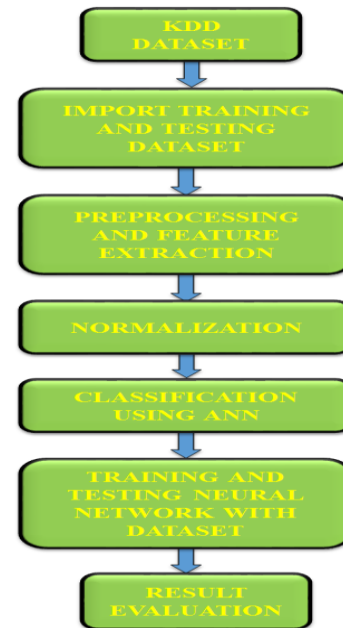 KDD
DATASET
IMPORT TRAINING
AND TESTING
DATASET
PREPROCESSING
AND FEATURE
EXTRACTION
NORMALIZATION
CLASSIFICATION
USING ANN
TRAINING AND
TESTING NEURAL
NETWORK WITH
DATASET
RESULT
EVALUATION